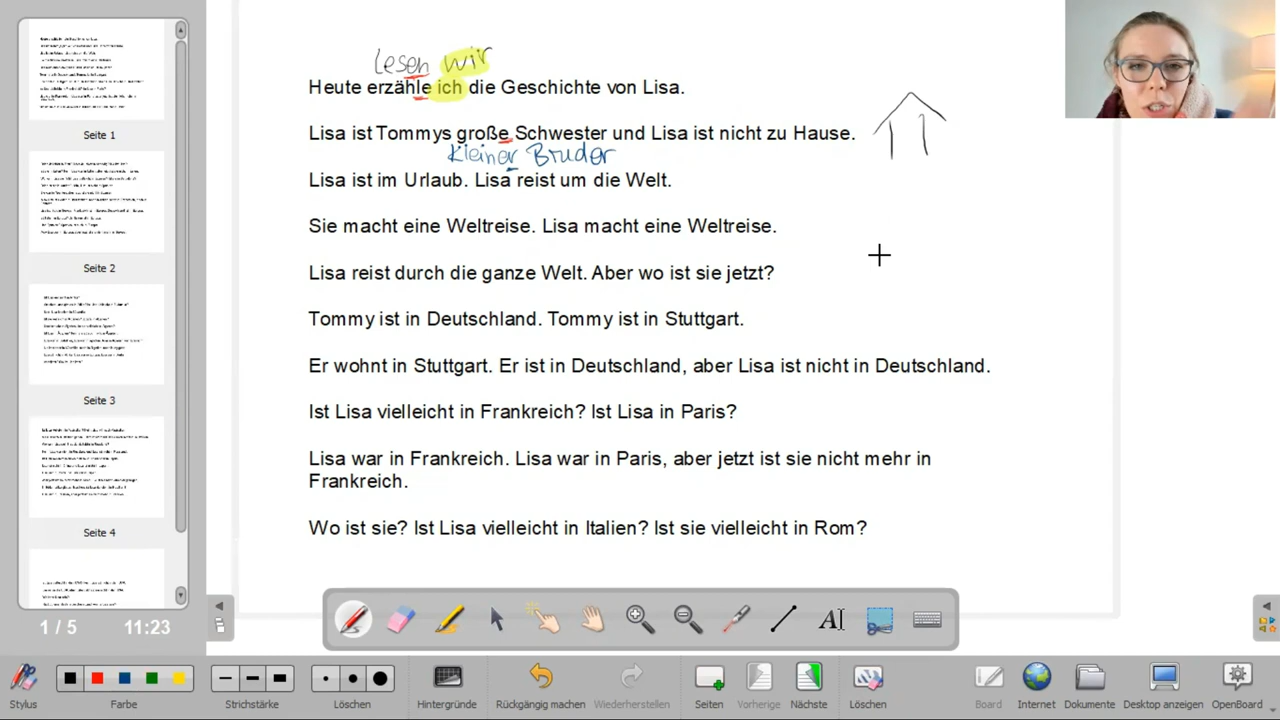 lesen wir
Heute erzähle ich die Geschichte von Lisa.
Lisa ist Tommys große Schwester und Lisa ist nicht zu Hause.
kleiner Bruder
Lisa ist im Urlaub. Lisa reist um die Welt.
Sie macht eine Weltreise. Lisa macht eine Weltreise.
Lisa reist durch die ganze Welt. Aber wo ist sie jetzt?
Tommy ist in Deutschland. Tommy ist in Stuttgart.
Er wohnt in Stuttgart. Er ist in Deutschland, aber Lisa ist nicht in Deutschland.
Ist Lisa vielleicht in Frankreich? Ist Lisa in Paris?
Lisa war in Frankreich. Lisa war in Paris, aber jetzt ist sie nicht mehr in
Frankreich.
Wo ist sie? Ist Lisa vielleicht in Italien? Ist sie vielleicht in Rom?
Seite 1
Seite 2
Seite 3
Seite 4
1 / 5 11:23
Stylus Farbe Strichstärke Löschen Hintergründe Rückgängig machen Wiederherstellen Seiten Vorherige Nächste Löschen Board Internet Dokumente Desktop anzeigen OpenBoard